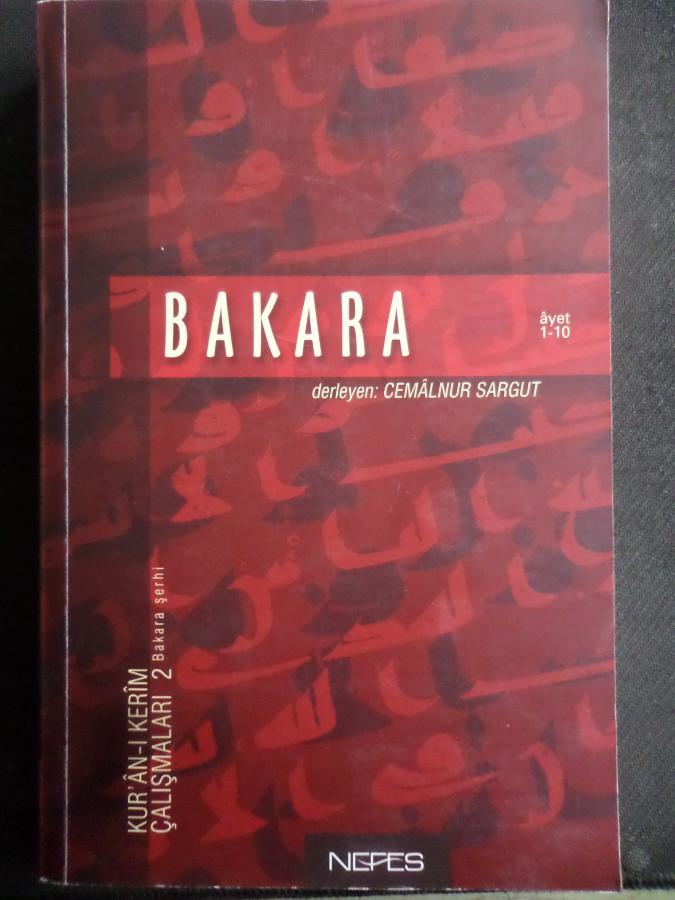 BAKARA
âyet
1-10
derleyen: CEMÂLNUR SARGUT
KUR'ÂN-I KERÎM
ÇALIŞMALARI 2 Bakara şerhi
NEFES